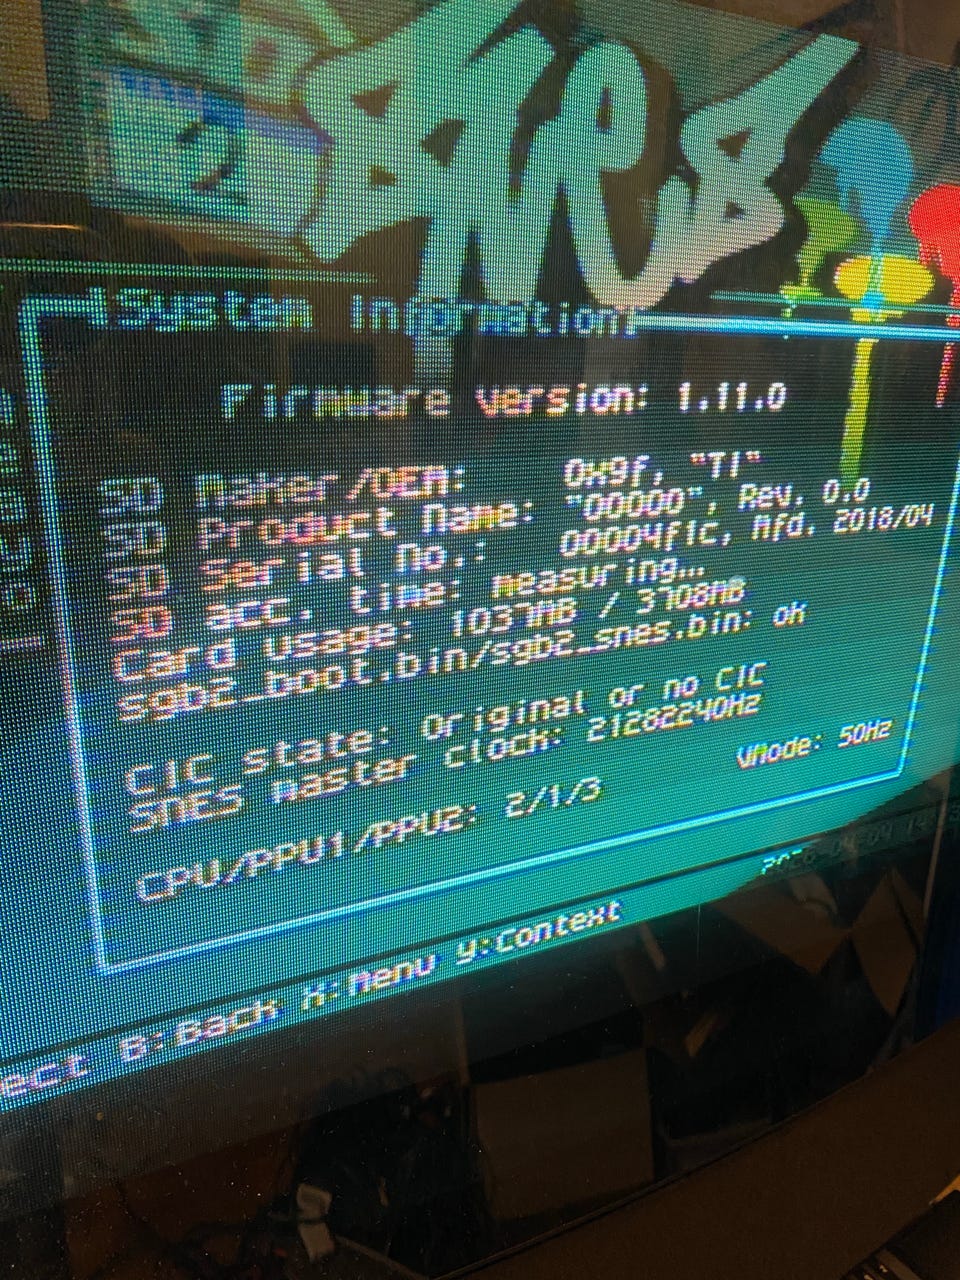 System Information
Firmware version: 1.11.0
SD Maker/OEM: 0x9f, "TI"
SD Product Name: "00000", Rev. 0.0
SD Serial No.: 00004f1c, Mfd. 2018/04
SD acc. time: measuring...
Card usage: 1037MB / 3708MB
sgb2_boot.bin/sgb2_snes.bin: ok
CIC state: Original or no CIC
SNES master clock: 21282240Hz
VMode: 50Hz
CPU/PPU1/PPU2: 2/1/3
ect B:Back X:Menu Y:Context